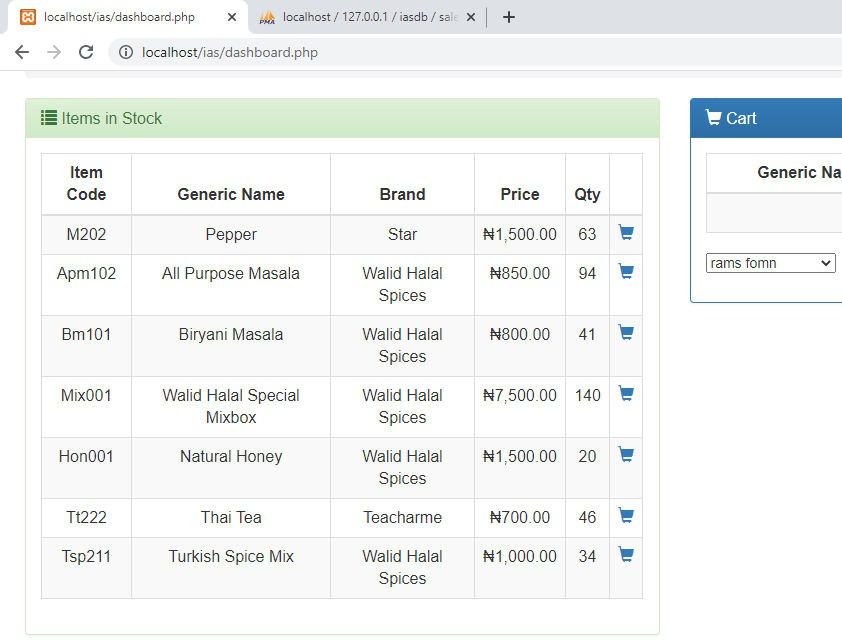 localhost/ias/dashboard.php
localhost / 127.0.0.1 / iasdb / sale
localhost/ias/dashboard.php
Items in Stock
Cart
Item Code Generic Name Brand Price Qty
M202 Pepper Star ₦1,500.00 63
Apm102 All Purpose Masala Walid Halal Spices ₦850.00 94
Bm101 Biryani Masala Walid Halal Spices ₦800.00 41
Mix001 Walid Halal Special Mixbox Walid Halal Spices ₦7,500.00 140
Hon001 Natural Honey Walid Halal Spices ₦1,500.00 20
Tt222 Thai Tea Teacharme ₦700.00 46
Tsp211 Turkish Spice Mix Walid Halal Spices ₦1,000.00 34
Generic Na
rams fomn